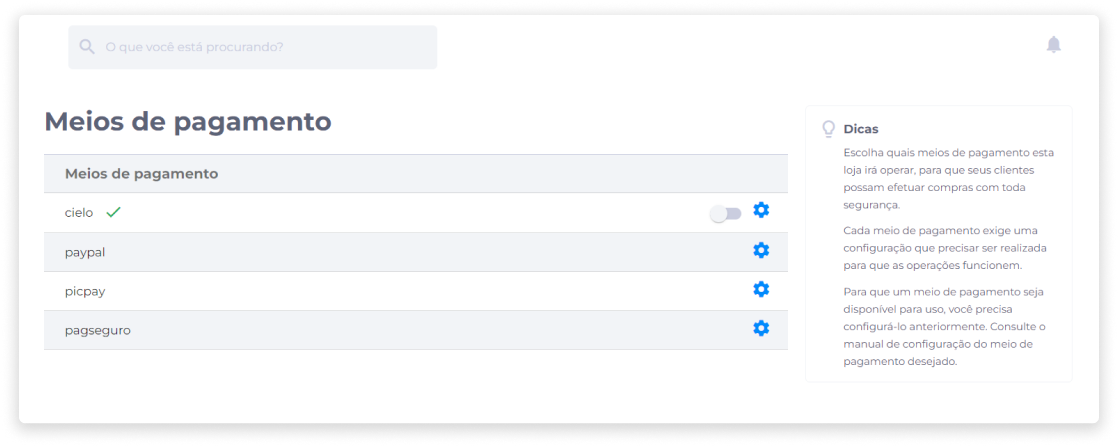 O que você está procurando?
Meios de pagamento
Meios de pagamento
cielo
paypal
picpay
pagseguro
Dicas
Escolha quais meios de pagamento esta
loja irá operar, para que seus clientes
possam efetuar compras com toda
segurança.
Cada meio de pagamento exige uma
configuração que precisar ser realizada
para que as operações funcionem.
Para que um meio de pagamento seja
disponível para uso, você precisa
configurá-lo anteriormente. Consulte o
manual de configuração do meio de
pagamento desejado.